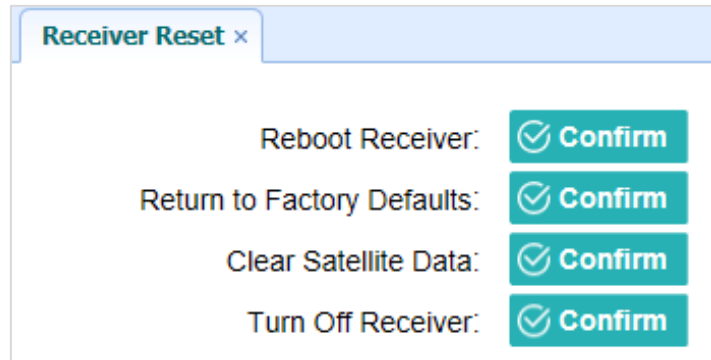 Receiver Reset ×
Reboot Receiver: Confirm
Return to Factory Defaults: Confirm
Clear Satellite Data: Confirm
Turn Off Receiver: Confirm